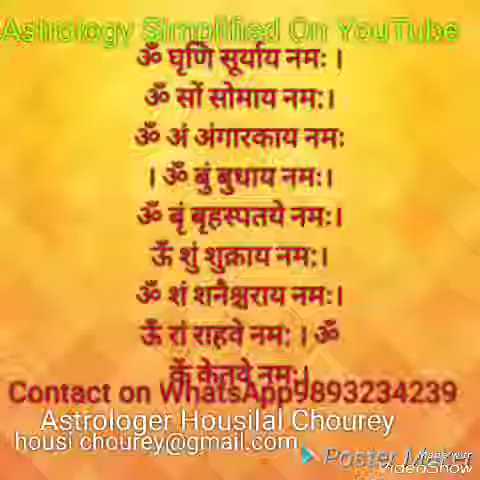 Astrology Simplified On YouTube
ॐ घृणि सूर्याय नमः ।
ॐ सों सोमाय नमः।
ॐ अं अंगारकाय नमः
। ॐ बुं बुधाय नमः।
ॐ बृं बृहस्पतये नमः।
ऊँ शुं शुक्राय नमः।
ॐ शं शनैश्चराय नमः।
ऊँ रां राहवे नमः । ॐ
कें केतवे नमः।
Contact on WhatsApp9893234239
Astrologer Housilal Chourey
housi chourey@gmail.com
Poster Maker
VideoShow